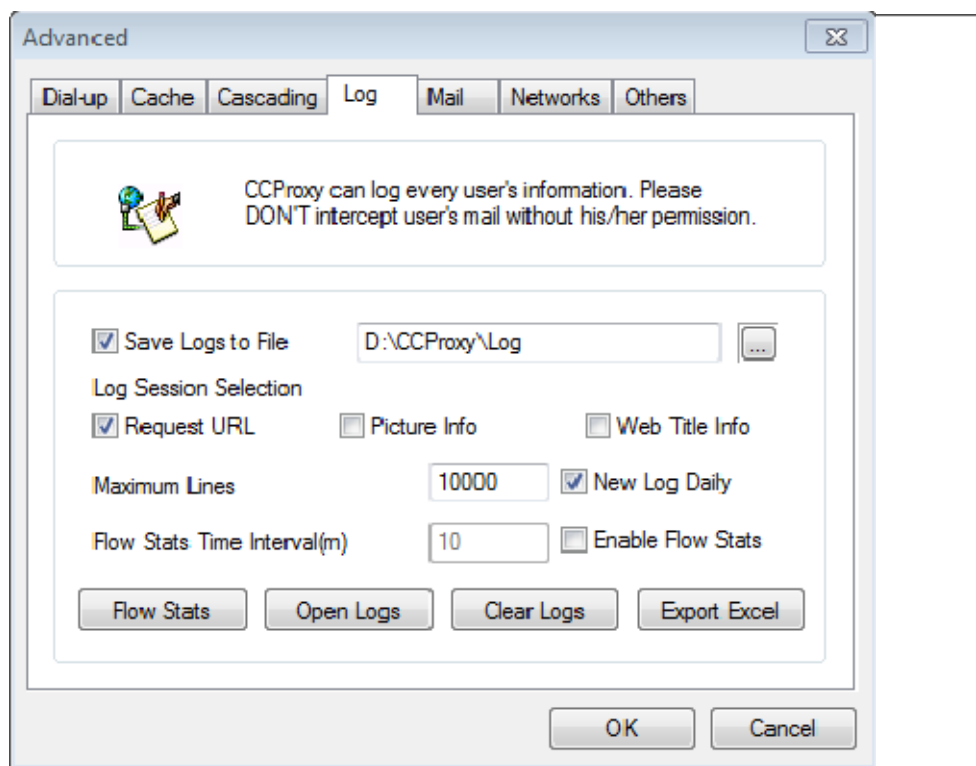 Advanced
Dial-up Cache Cascading Log Mail Networks Others
CCProxy can log every user's information. Please
DON'T intercept user's mail without his/her permission.
Save Logs to File D:\CCProxy\Log ...
Log Session Selection
Request URL Picture Info Web Title Info
Maximum Lines 10000 New Log Daily
Flow Stats Time Interval(m) 10 Enable Flow Stats
Flow Stats Open Logs Clear Logs Export Excel
OK Cancel